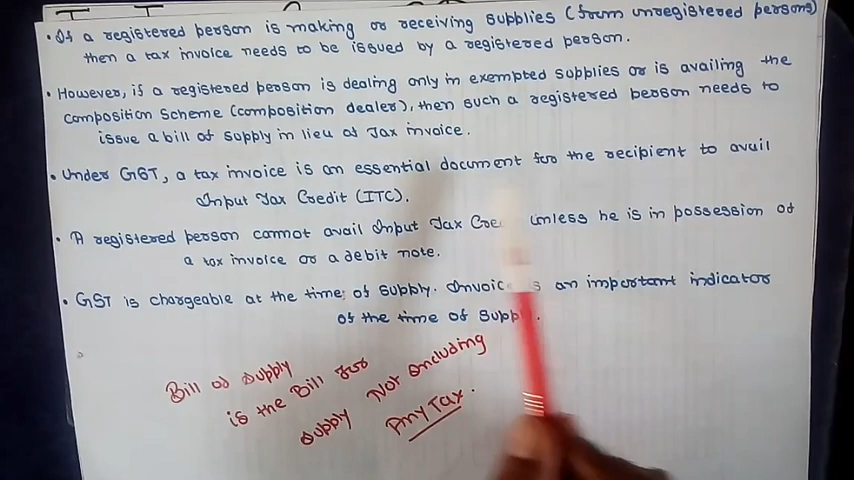 • If a registered person is making or receiving supplies (from unregistered persons)
then a tax invoice needs to be issued by a registered person.
• However, if a registered person is dealing only in exempted supplies or is availing the
composition scheme (composition dealer), then such a registered person needs to
issue a bill of supply in lieu of Tax invoice.
• Under GST, a tax invoice is an essential document for the recipient to avail
Input Tax Credit (ITC).
• A registered person cannot avail Input Tax unless he is in possession of
a tax invoice or a debit note.
• GST is chargeable at the time of supply. Invoice is an important indicator
of the time of supply.
Bill of Supply
is the Bill for
Supply Not Including
Any Tax.